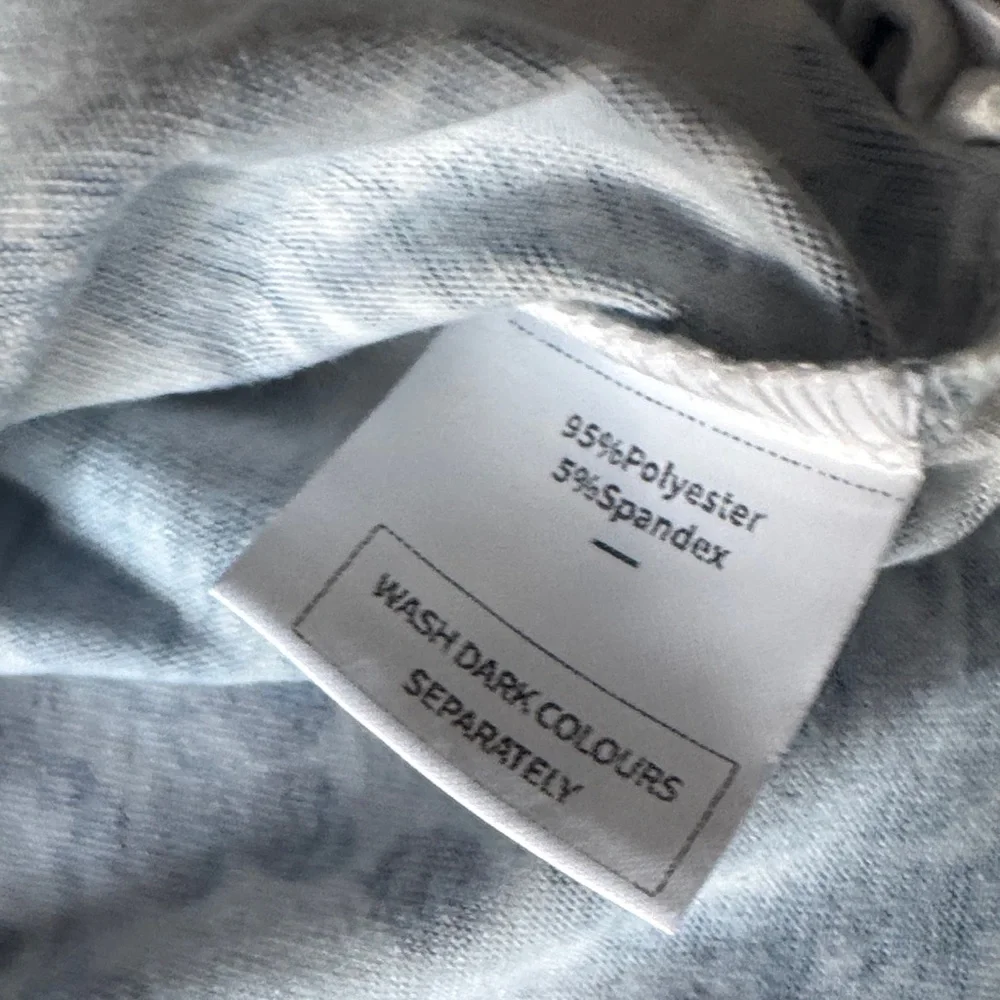 95%Polyester
5%Spandex
WASH DARK COLOURS
SEPARATELY